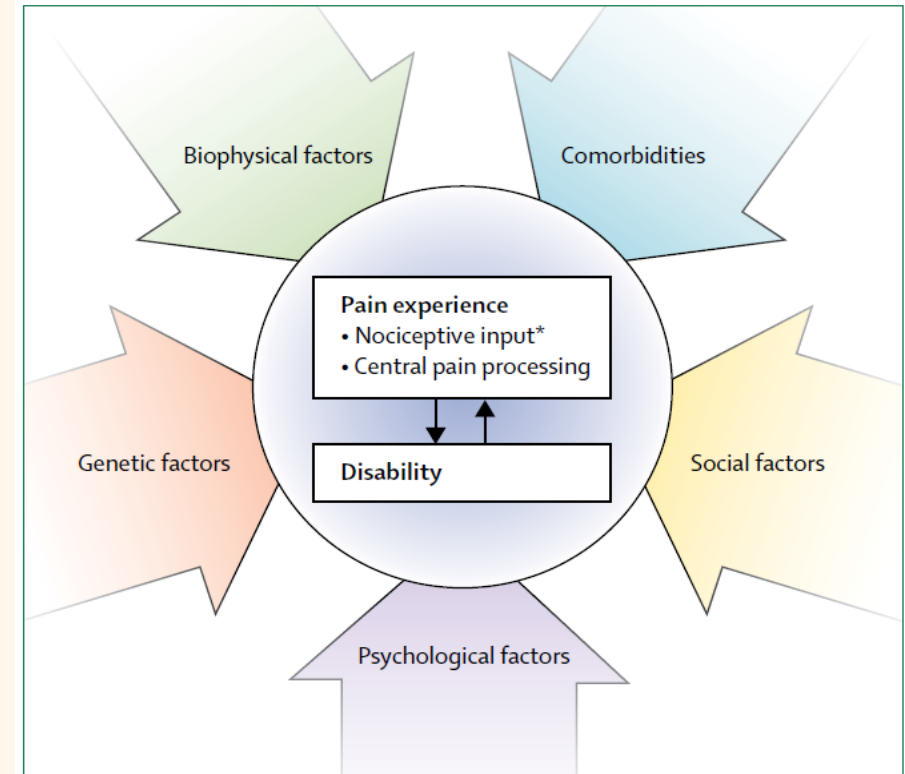 Biophysical factors
Comorbidities
Pain experience
• Nociceptive input*
• Central pain processing
Disability
Genetic factors
Social factors
Psychological factors